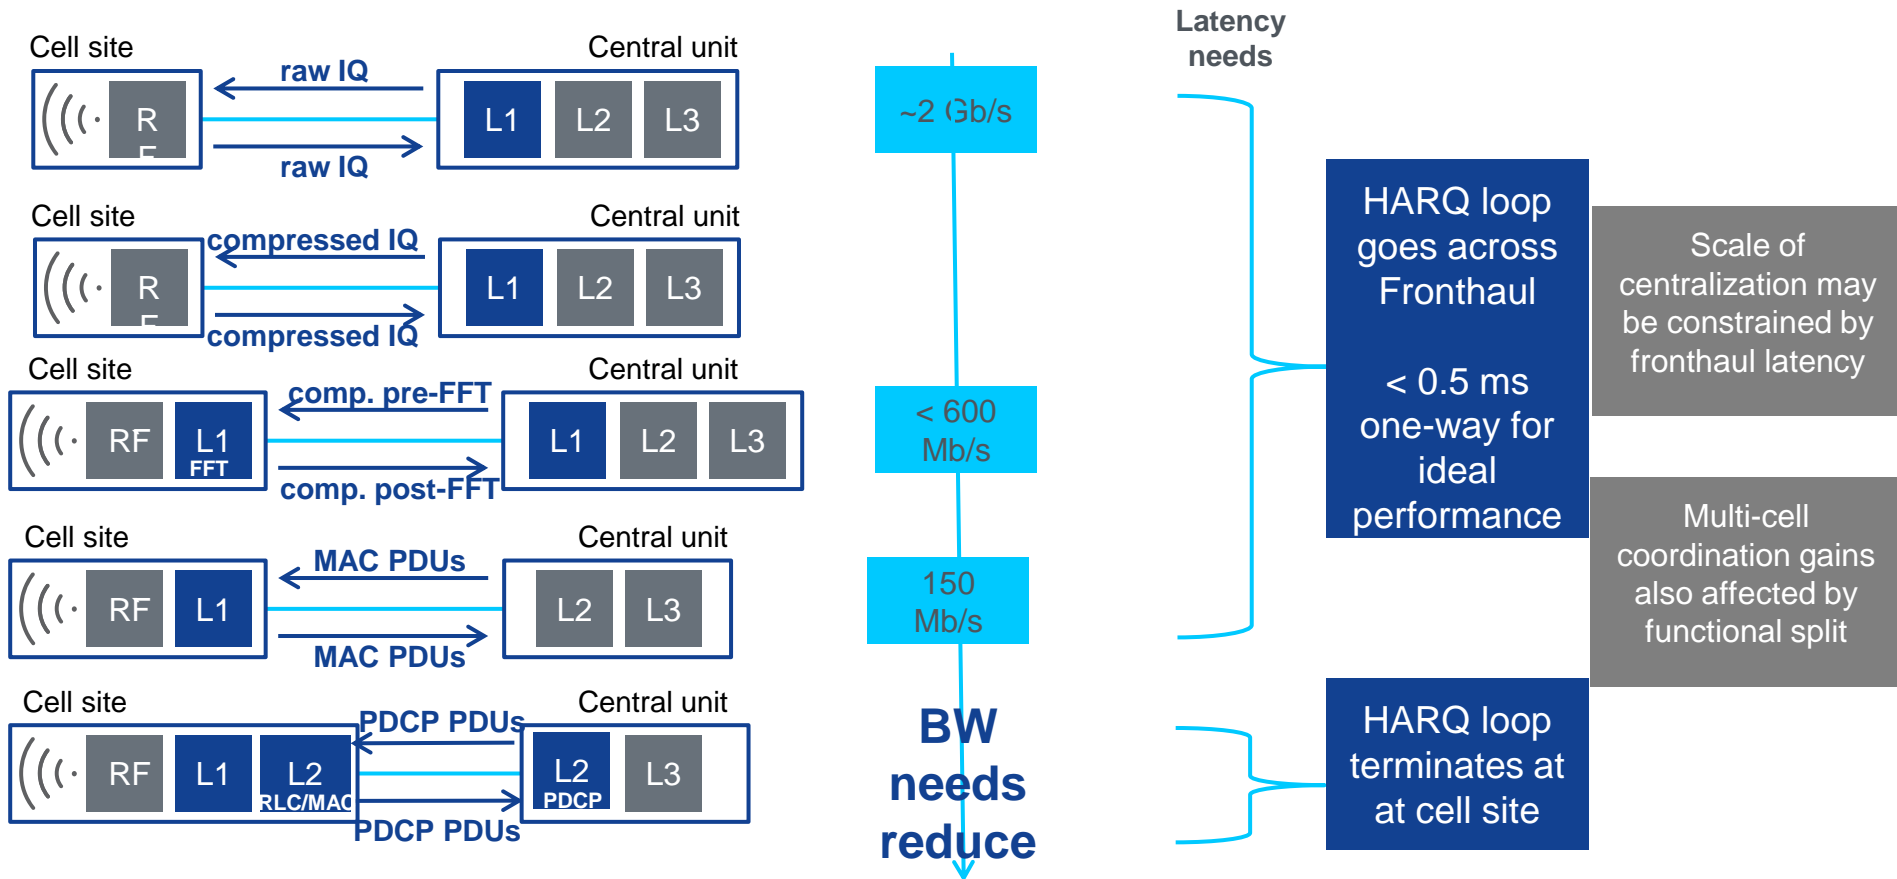 Latency
needs
Cell site
Central unit
raw IQ
R
F
L1
L2
L3
raw IQ
~2 Gb/s
Cell site
Central unit
compressed IQ
R
F
L1
L2
L3
compressed IQ
Cell site
Central unit
comp. pre-FFT
RF
L1
FFT
L1
L2
L3
comp. post-FFT
< 600
Mb/s
Cell site
Central unit
MAC PDUs
RF
L1
L2
L3
MAC PDUs
150
Mb/s
Cell site
Central unit
PDCP PDUs
RF
L1
L2
RLC/MAC
L2
PDCP
L3
PDCP PDUs
BW
needs
reduce
HARQ loop
goes across
Fronthaul
< 0.5 ms
one-way for
ideal
performance
Scale of
centralization may
be constrained by
fronthaul latency
Multi-cell
coordination gains
also affected by
functional split
HARQ loop
terminates at
at cell site